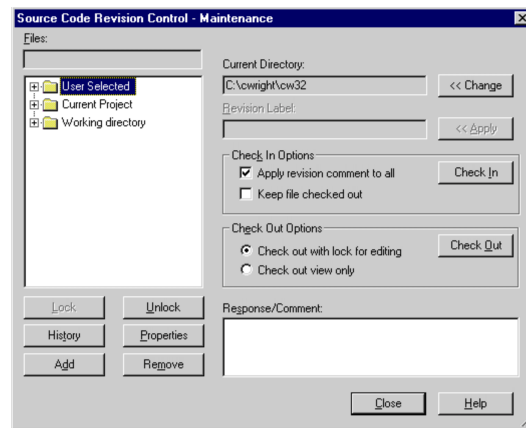 Source Code Revision Control - Maintenance
Files:
User Selected
Current Project
Working directory
Lock
Unlock
History
Properties
Add
Remove
Current Directory:
C:\cwright\cw32
<< Change
Revision Label:
<< Apply
Check In Options
Apply revision comment to all
Keep file checked out
Check In
Check Out Options
Check out with lock for editing
Check out view only
Check Out
Response/Comment:
Close
Help